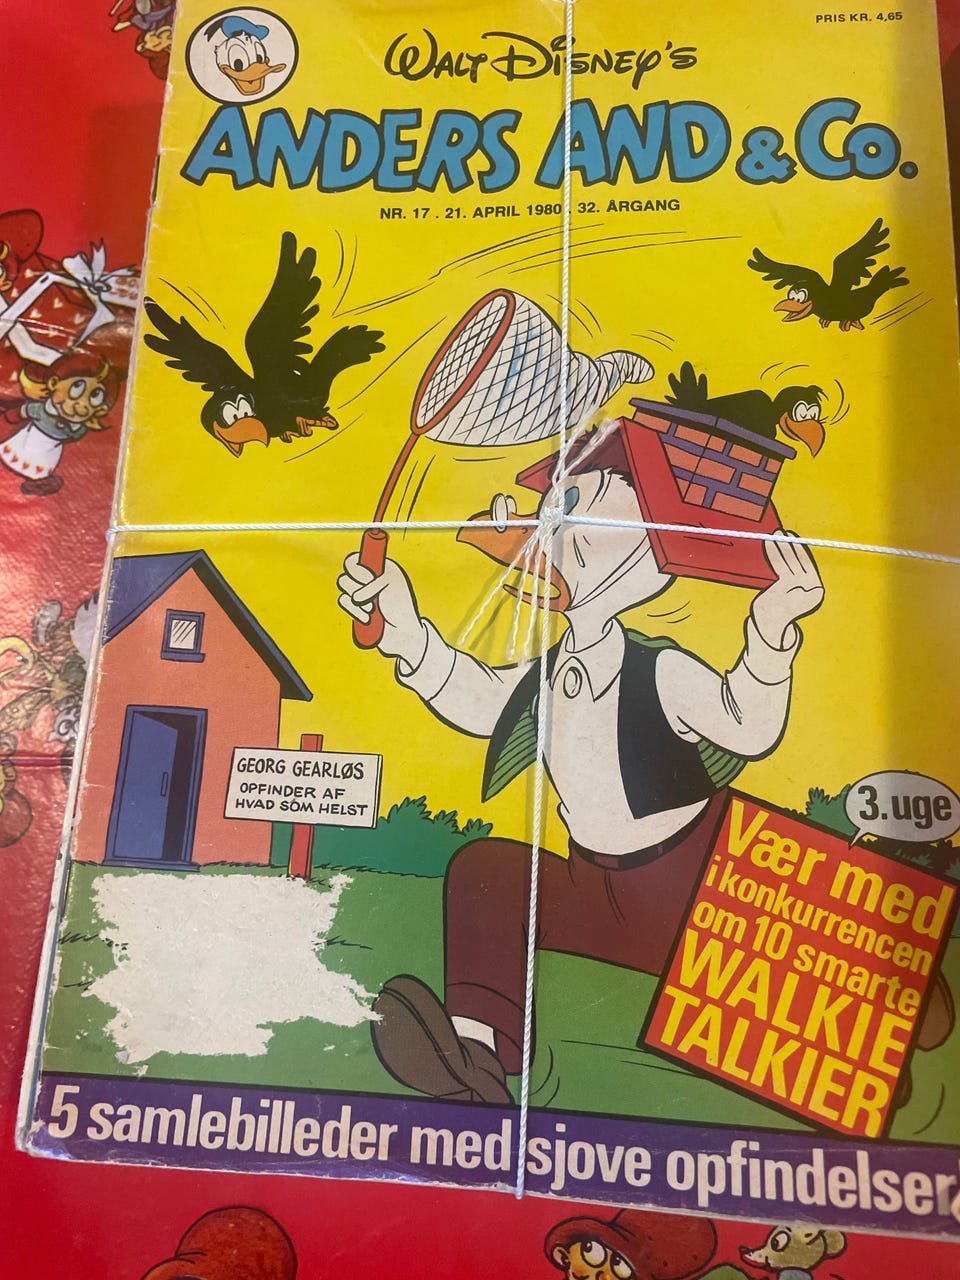 PRIS KR. 4,65
WALT DISNEY'S
ANDERS AND & Co.
NR. 17 . 21. APRIL 1980 . 32. ÅRGANG
GEORG GEARLØS
OPFINDER AF
HVAD SOM HELST
3. uge
Vær med
i konkurrencen
om 10 smarte
WALKIE
TALKIER
5 samlebilleder med sjove opfindelser